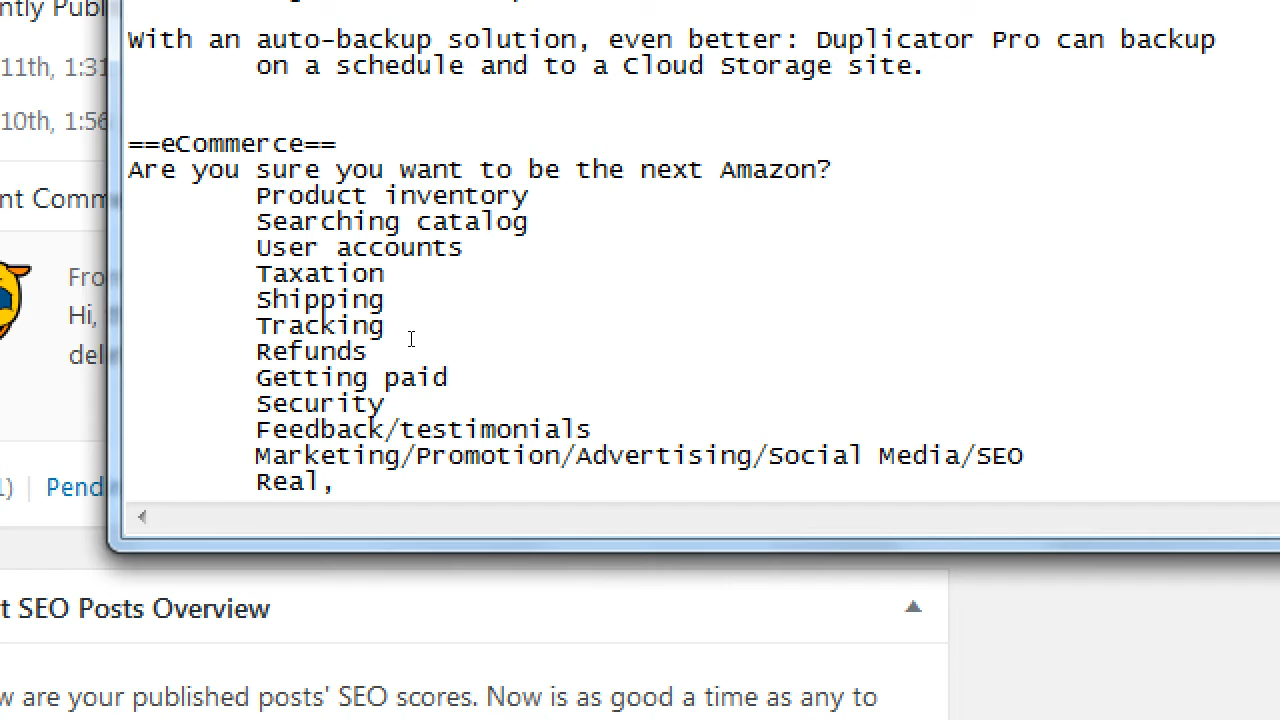 With an auto-backup solution, even better: Duplicator Pro can backup
on a schedule and to a Cloud Storage site.
==eCommerce==
Are you sure you want to be the next Amazon?
Product inventory
Searching catalog
User accounts
Taxation
Shipping
Tracking
Refunds
Getting paid
Security
Feedback/testimonials
Marketing/Promotion/Advertising/Social Media/SEO
Real,
ntly Publ
11th, 1:31
10th, 1:56
nt Comm
Fro
Hi,
del
) | Pend
t SEO Posts Overview
w are your published posts' SEO scores. Now is as good a time as any to